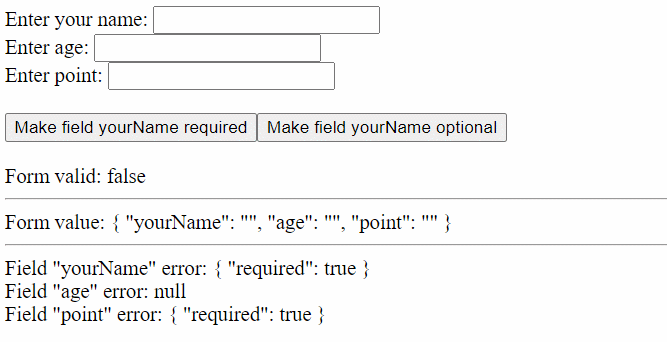 Enter your name:
Enter age:
Enter point:
Make field yourName required Make field yourName optional
Form valid: false
Form value: { "yourName": "", "age": "", "point": "" }
Field "yourName" error: { "required": true }
Field "age" error: null
Field "point" error: { "required": true }